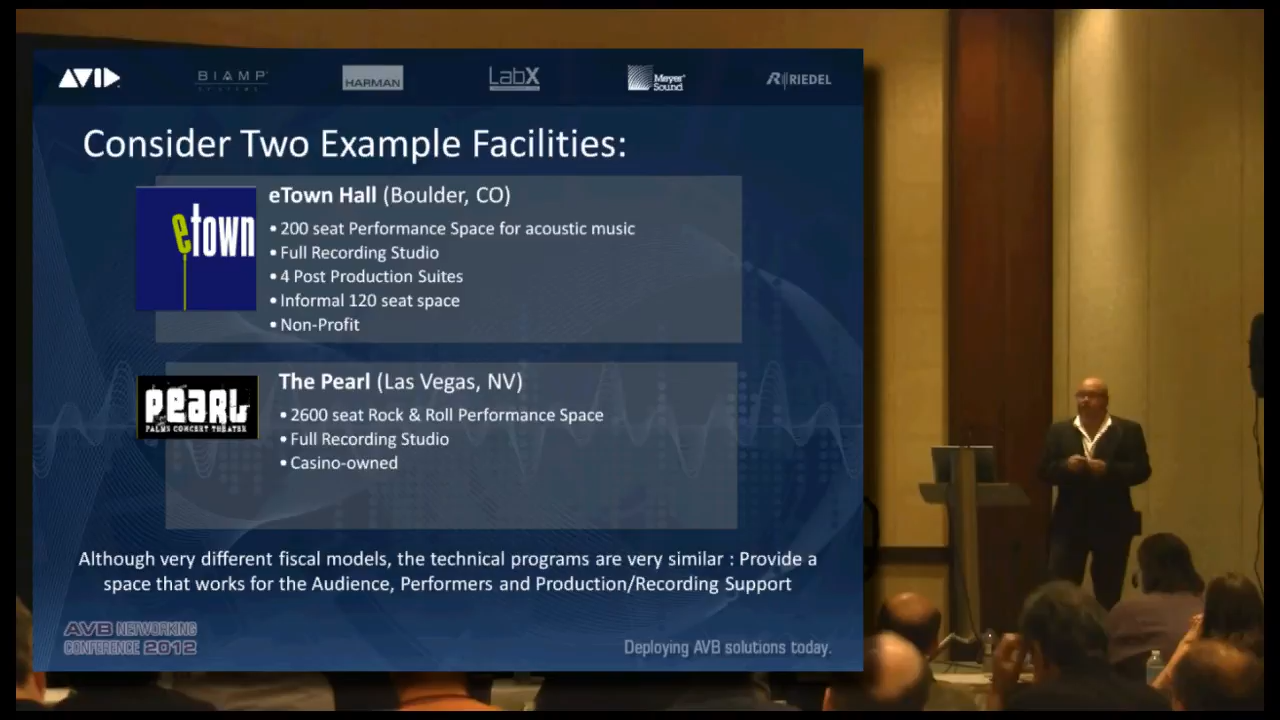 AVID
BIAMP
SYSTEMS
HARMAN
LabX
Meyer Sound
RIEDEL
Consider Two Example Facilities:
etown
eTown Hall (Boulder, CO)
• 200 seat Performance Space for acoustic music
• Full Recording Studio
• 4 Post Production Suites
• Informal 120 seat space
• Non-Profit
PEARL
PALMS CONCERT THEATER
The Pearl (Las Vegas, NV)
• 2600 seat Rock & Roll Performance Space
• Full Recording Studio
• Casino-owned
Although very different fiscal models, the technical programs are very similar : Provide a
space that works for the Audience, Performers and Production/Recording Support
AVB NETWORKING
CONFERENCE 2012
Deploying AVB solutions today.